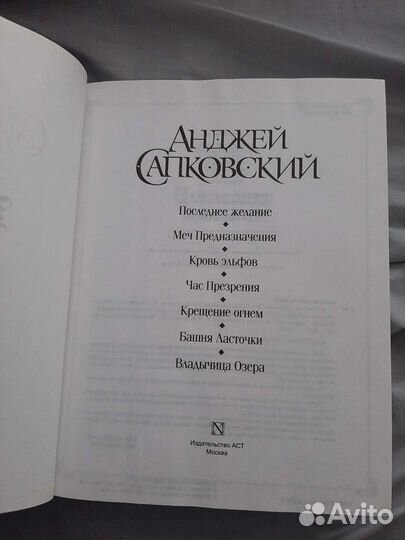 АНДЖЕЙ
САПКОВСКИЙ
Последнее желание
Меч Предназначения
Кровь эльфов
Час Презрения
Крещение огнем
Башня Ласточки
Владычица Озера
N
Издательство АСТ
Москва
Avito